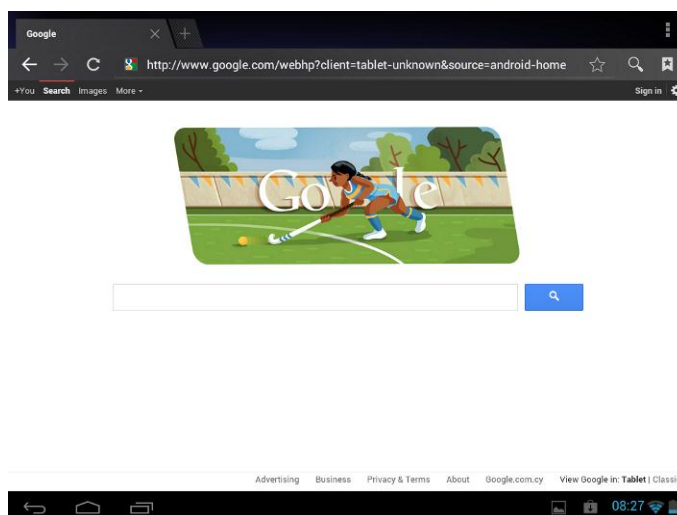 Google
http://www.google.com/webhp?client=tablet-unknown&source=android-home
+You Search Images More Sign in
Google
Advertising Business Privacy & Terms About Google.com.cy View Google in: Tablet | Classi
08:27